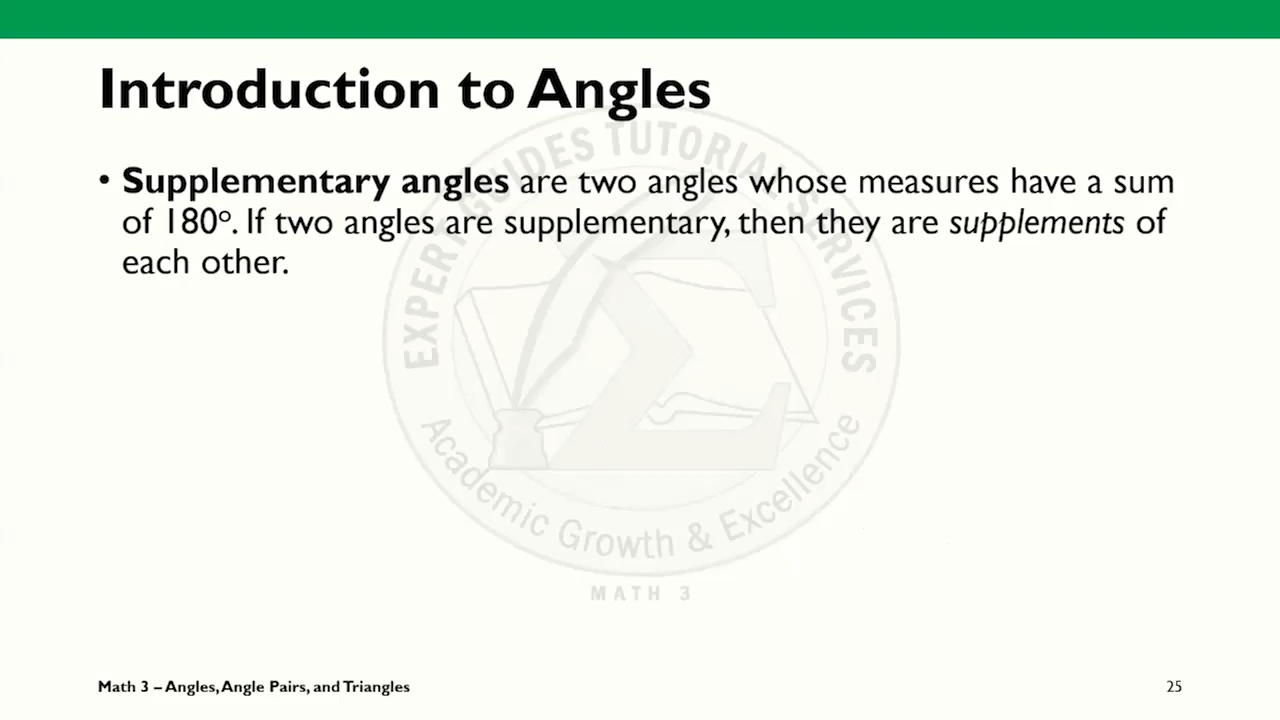 Introduction to Angles
• Supplementary angles are two angles whose measures have a sum
of 180°. If two angles are supplementary, then they are supplements of
each other.
EXPERT GUIDES TUTORIAL SERVICES
Academic Growth & Excellence
MATH 3
Math 3 – Angles, Angle Pairs, and Triangles
25